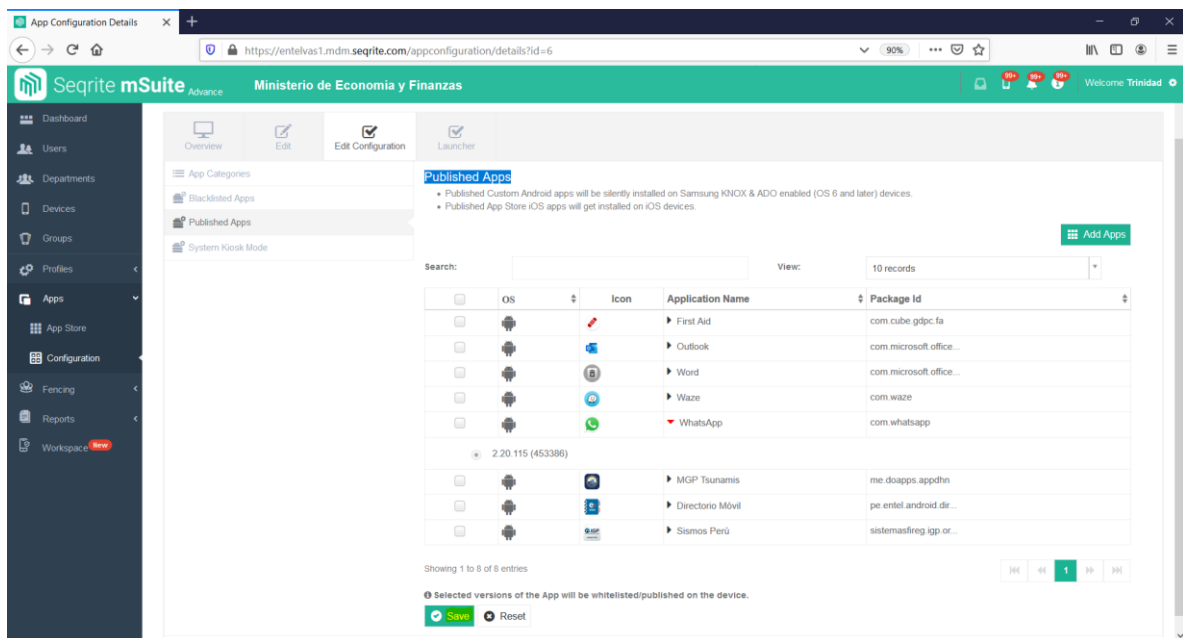 App Configuration Details
https://entelvas1.mdm.seqrite.com/appconfiguration/details?id=6
90%
Seqrite mSuite Advance
Ministerio de Economia y Finanzas
99+
99+
99+
Welcome Trinidad
Dashboard
Users
Departments
Devices
Groups
Profiles
Apps
App Store
Configuration
Fencing
Reports
Workspace New
Overview
Edit
Edit Configuration
Launcher
App Categories
Blacklisted Apps
Published Apps
System Kiosk Mode
Published Apps
Published Custom Android apps will be silently installed on Samsung KNOX & ADO enabled (OS 6 and later) devices.
Published App Store iOS apps will get installed on iOS devices.
Add Apps
Search:
View:
10 records
OS Icon Application Name Package Id
First Aid com.cube.gdpc.fa
Outlook com.microsoft.office...
Word com.microsoft.office...
Waze com.waze
WhatsApp com.whatsapp
2.20.115 (453386)
MGP Tsunamis me.doapps.appdhn
Directorio Móvil pe.entel.android.dir...
Sismos Perú sistemasfireg.igp.or...
Showing 1 to 8 of 8 entries
1
Selected versions of the App will be whitelisted/published on the device.
Save
Reset